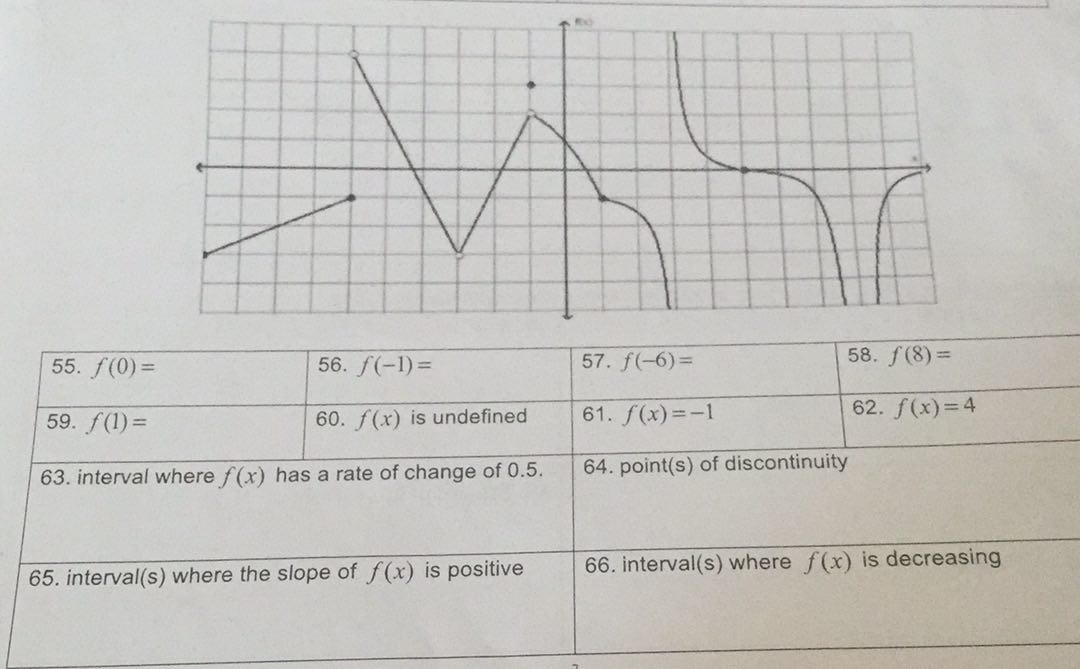 f(x)
x
55. f(0)=
56. f(−1)=
57. f(−6)=
58. f(8)=
59. f(1)=
60. f(x) is undefined
61. f(x)=−1
62. f(x)=4
63. interval where f(x) has a rate of change of 0.5.
64. point(s) of discontinuity
65. interval(s) where the slope of f(x) is positive
66. interval(s) where f(x) is decreasing